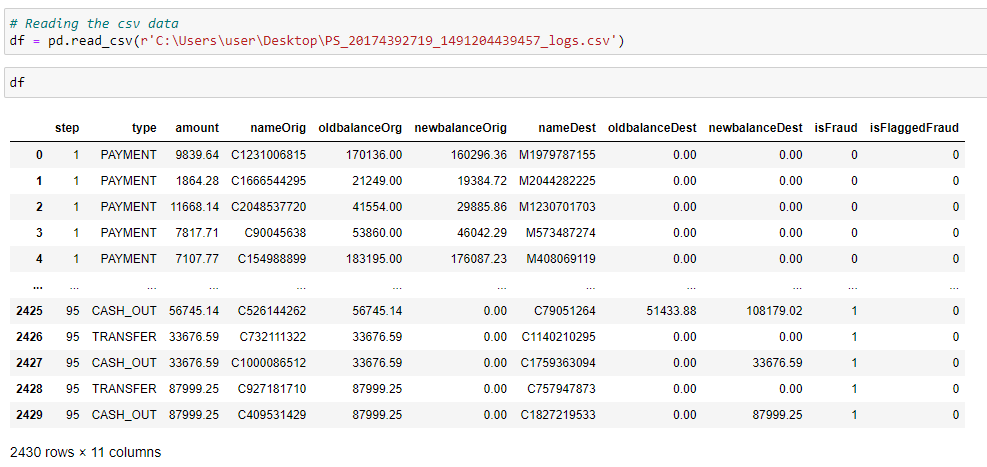 # Reading the csv data
df = pd.read_csv(r'C:\Users\user\Desktop\PS_20174392719_1491204439457_logs.csv')
df
step type amount nameOrig oldbalanceOrg newbalanceOrig nameDest oldbalanceDest newbalanceDest isFraud isFlaggedFraud
0 1 PAYMENT 9839.64 C1231006815 170136.00 160296.36 M1979787155 0.00 0.00 0 0
1 1 PAYMENT 1864.28 C1666544295 21249.00 19384.72 M2044282225 0.00 0.00 0 0
2 1 PAYMENT 11668.14 C2048537720 41554.00 29885.86 M1230701703 0.00 0.00 0 0
3 1 PAYMENT 7817.71 C90045638 53860.00 46042.29 M573487274 0.00 0.00 0 0
4 1 PAYMENT 7107.77 C154988899 183195.00 176087.23 M408069119 0.00 0.00 0 0
... ... ... ... ... ... ... ... ... ... ... ...
2425 95 CASH_OUT 56745.14 C526144262 56745.14 0.00 C79051264 51433.88 108179.02 1 0
2426 95 TRANSFER 33676.59 C732111322 33676.59 0.00 C1140210295 0.00 0.00 1 0
2427 95 CASH_OUT 33676.59 C1000086512 33676.59 0.00 C1759363094 0.00 33676.59 1 0
2428 95 TRANSFER 87999.25 C927181710 87999.25 0.00 C757947873 0.00 0.00 1 0
2429 95 CASH_OUT 87999.25 C409531429 87999.25 0.00 C1827219533 0.00 87999.25 1 0
2430 rows × 11 columns